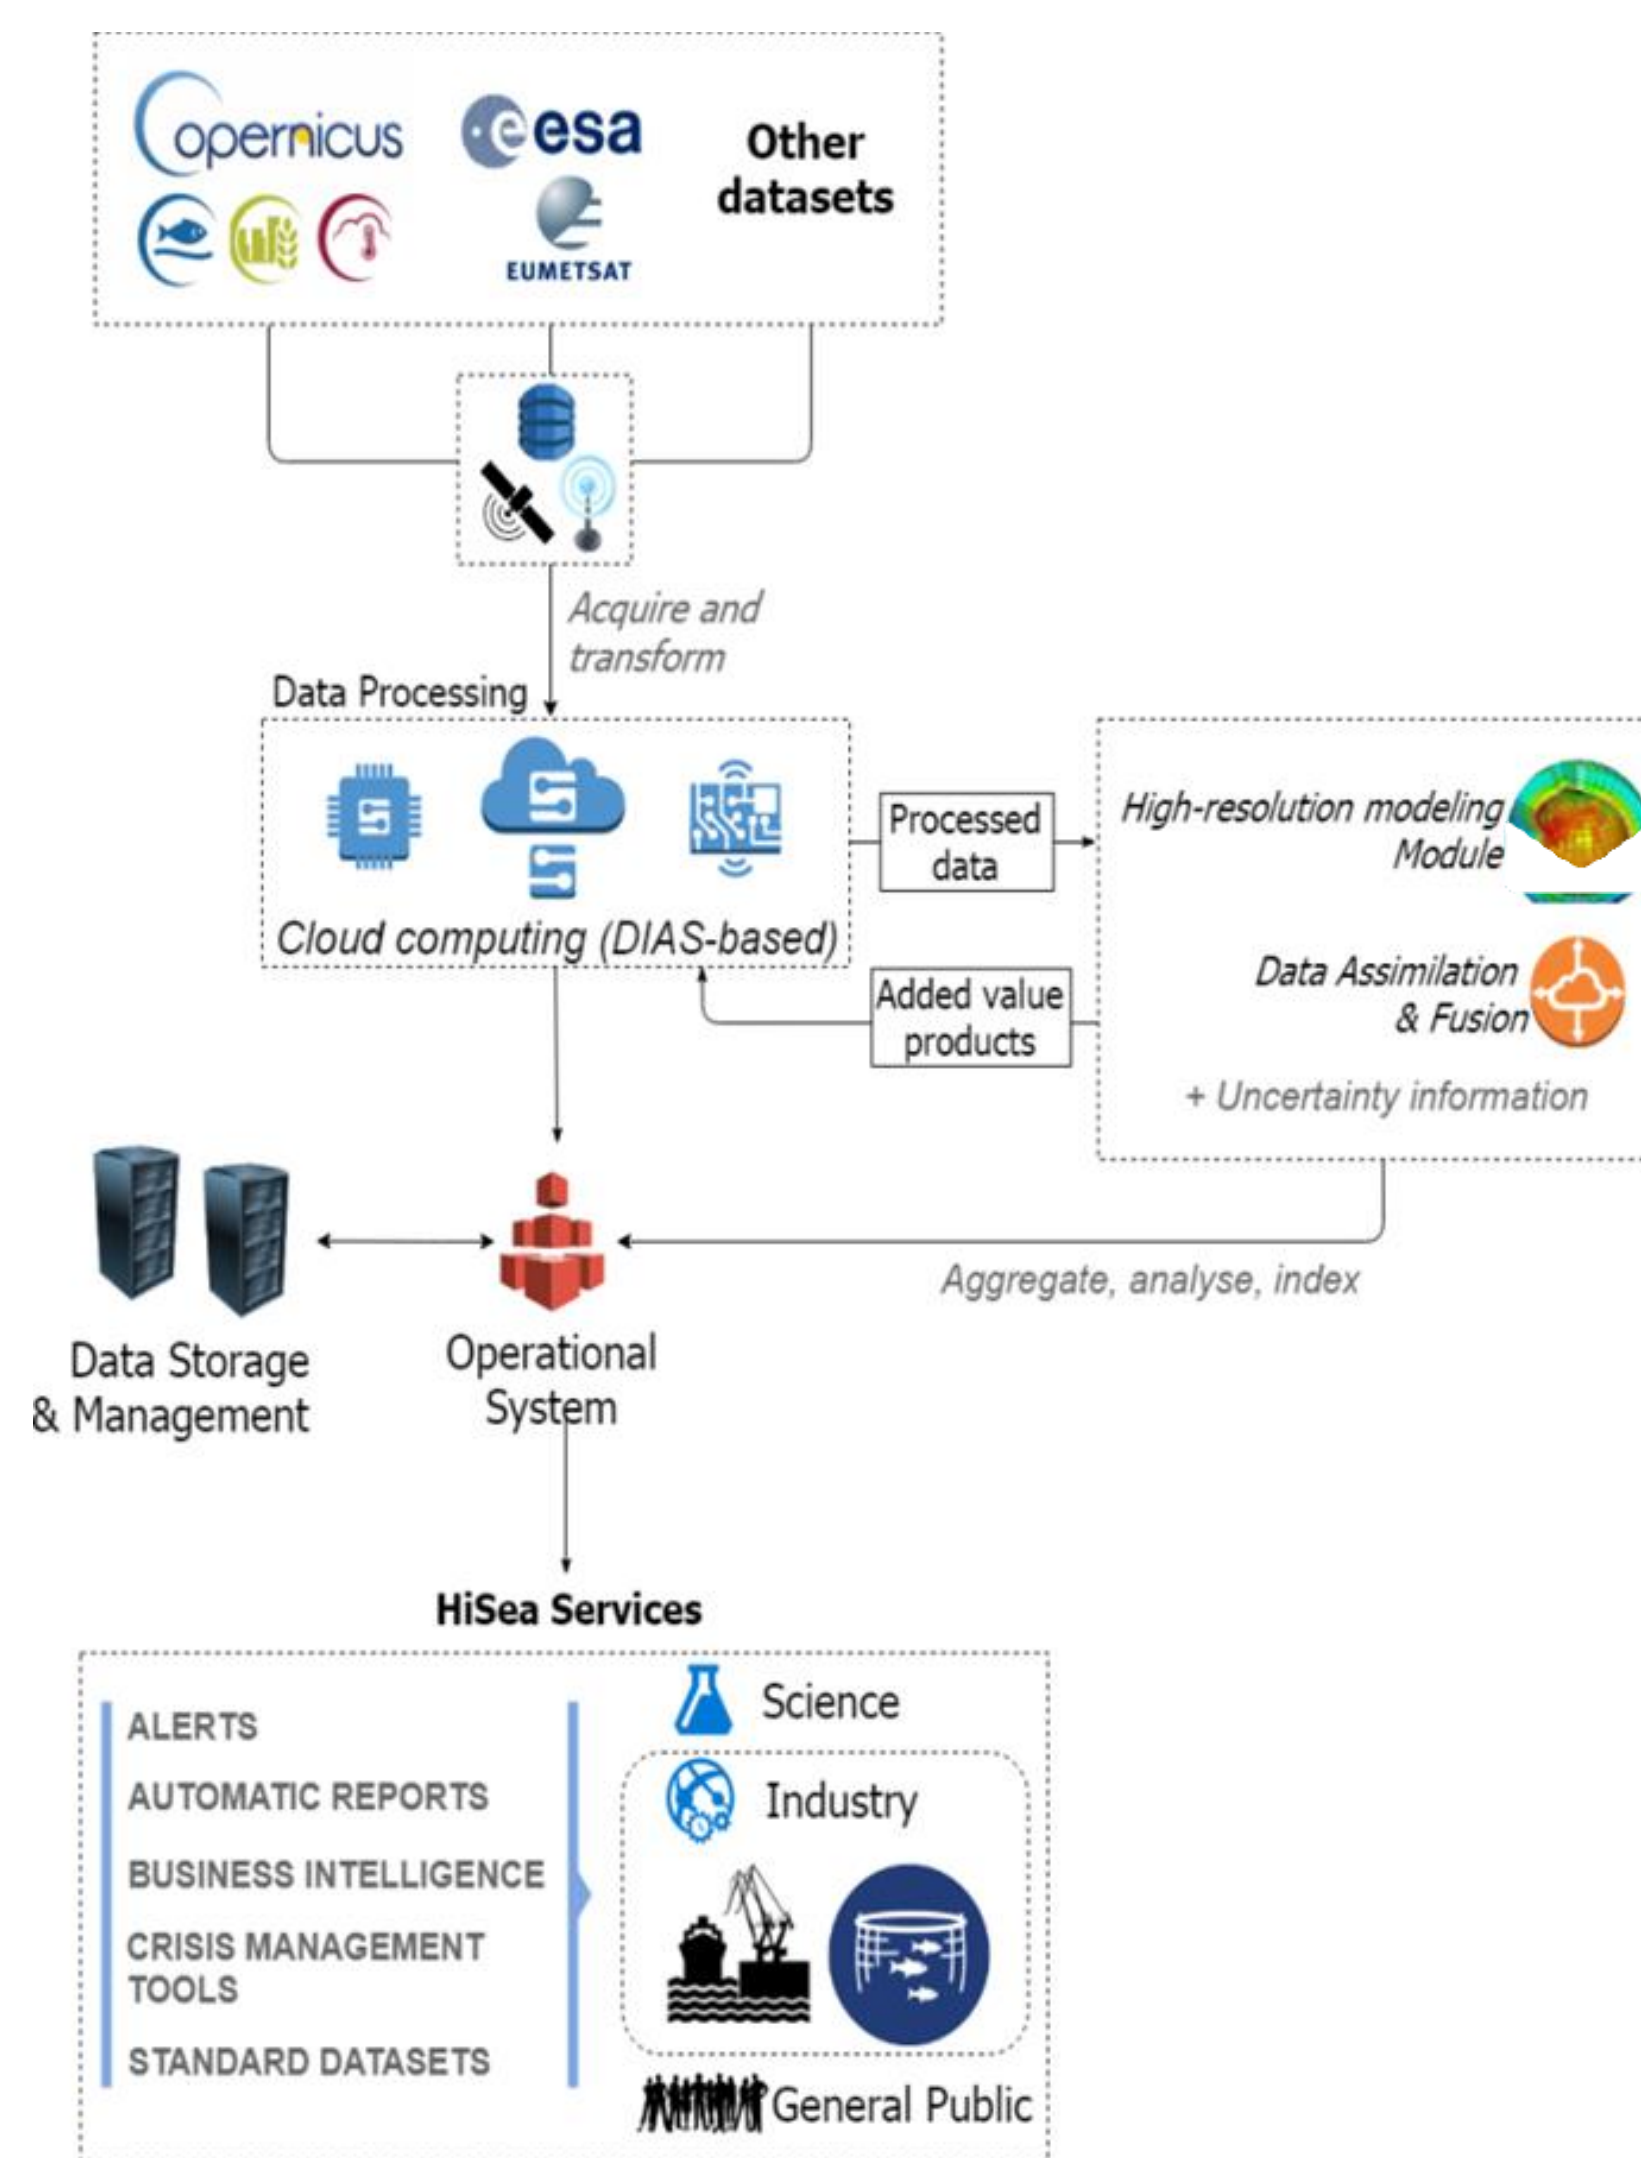 Copernicus
esa
EUMETSAT
Other
datasets
Acquire and
transform
Data Processing
Cloud computing (DIAS-based)
Processed
data
Added value
products
High-resolution modeling
Module
Data Assimilation
& Fusion
+ Uncertainty information
Aggregate, analyse, index
Data Storage
& Management
Operational
System
HiSea Services
ALERTS
AUTOMATIC REPORTS
BUSINESS INTELLIGENCE
CRISIS MANAGEMENT
TOOLS
STANDARD DATASETS
Science
Industry
General Public